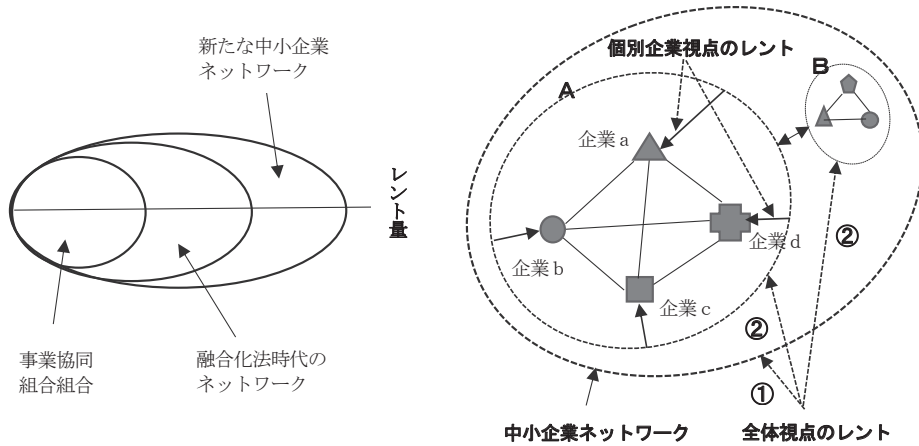 新たな中小企業
ネットワーク
レント量
事業協同
組合組合
融合化法時代の
ネットワーク
個別企業視点のレント
A
B
企業a
企業b
企業d
企業c
②
②
①
中小企業ネットワーク
全体視点のレント